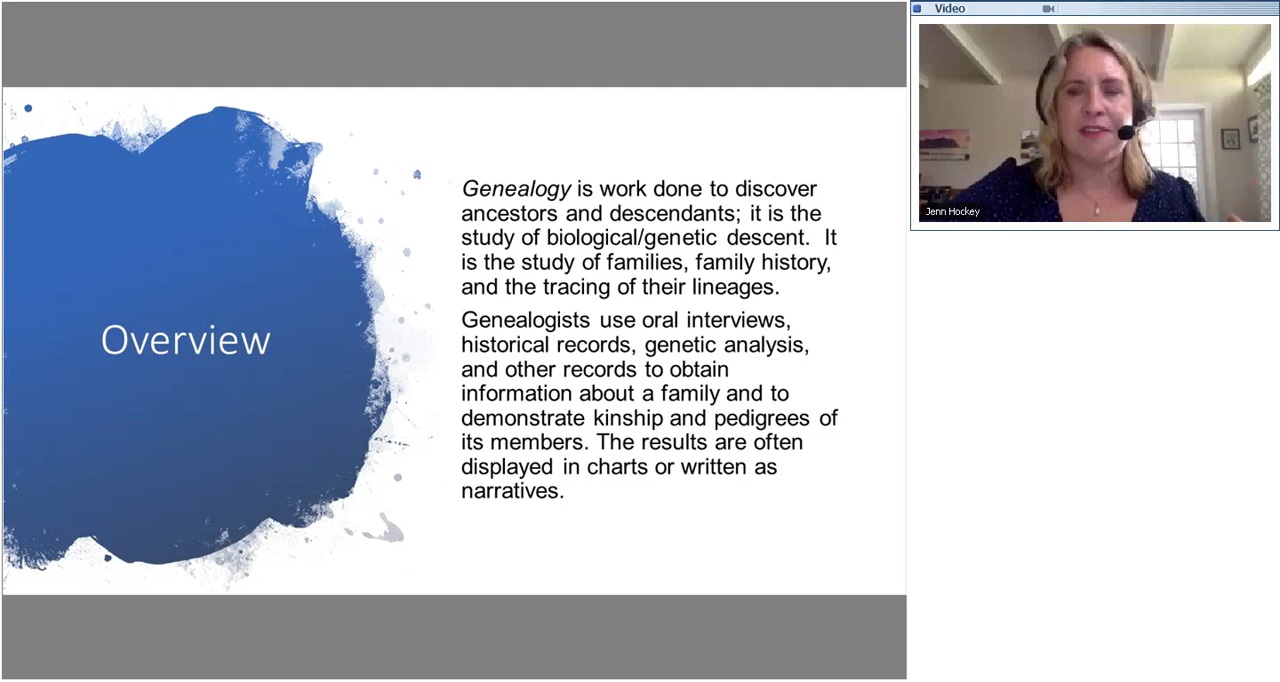 Video
Jenn Hockey
Overview
Genealogy is work done to discover
ancestors and descendants; it is the
study of biological/genetic descent.  It
is the study of families, family history,
and the tracing of their lineages.
Genealogists use oral interviews,
historical records, genetic analysis,
and other records to obtain
information about a family and to
demonstrate kinship and pedigrees of
its members. The results are often
displayed in charts or written as
narratives.